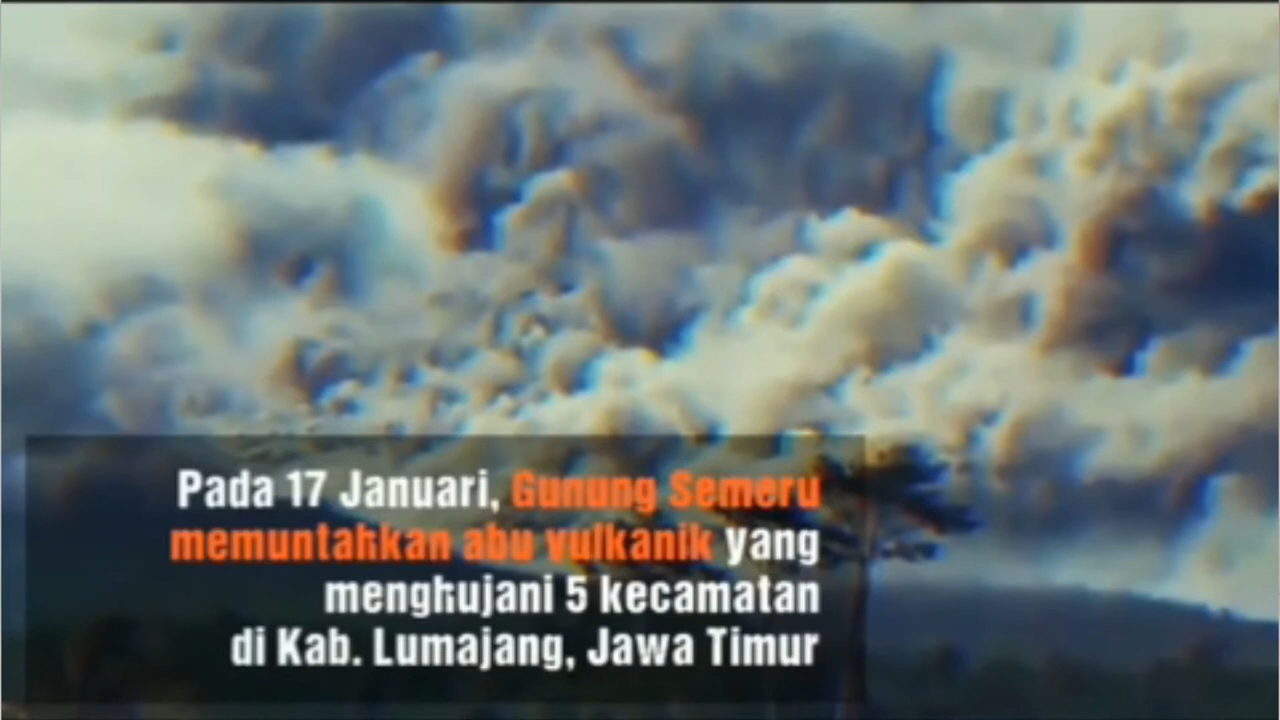 Pada 17 Januari, Gunung Semeru
memuntahkan abu vulkanik yang
menghujani 5 kecamatan
di Kab. Lumajang, Jawa Timur